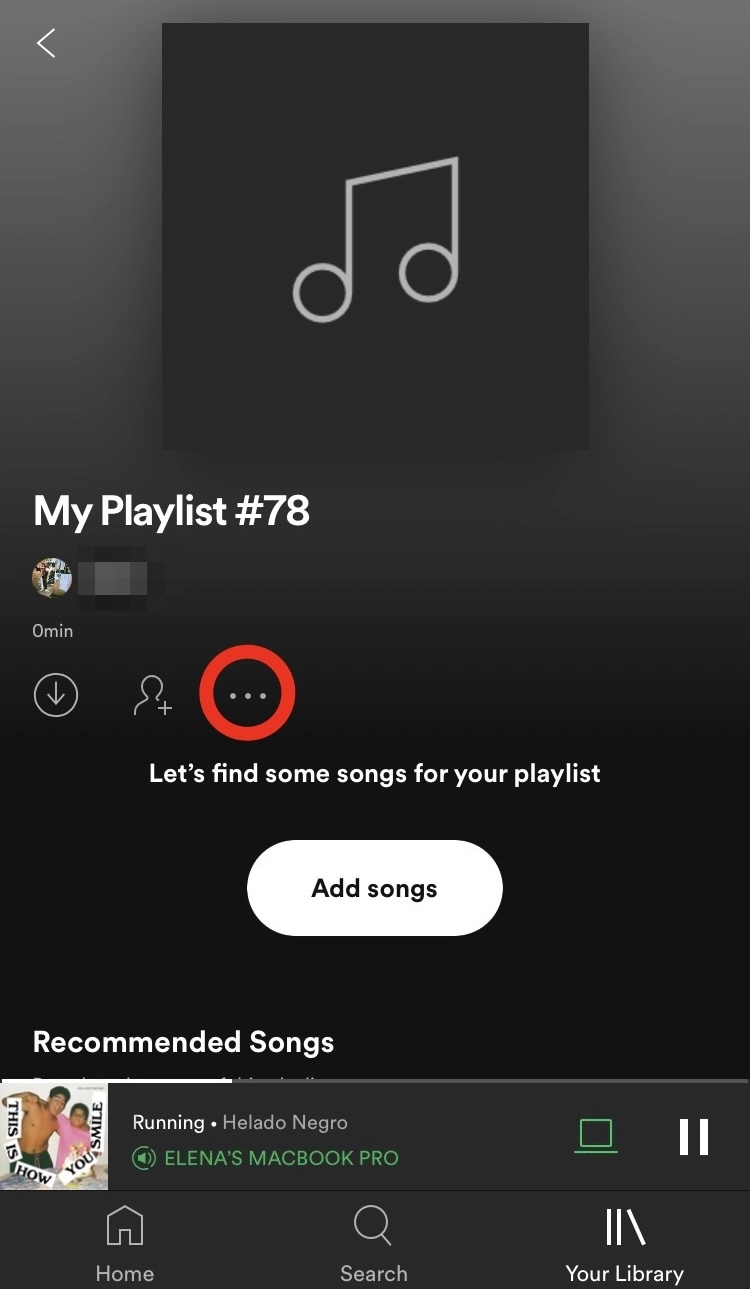 My Playlist #78
0min
Let's find some songs for your playlist
Add songs
Recommended Songs
Running • Helado Negro
ELENA'S MACBOOK PRO
THIS IS HOW YOU SMILE
Home
Search
Your Library